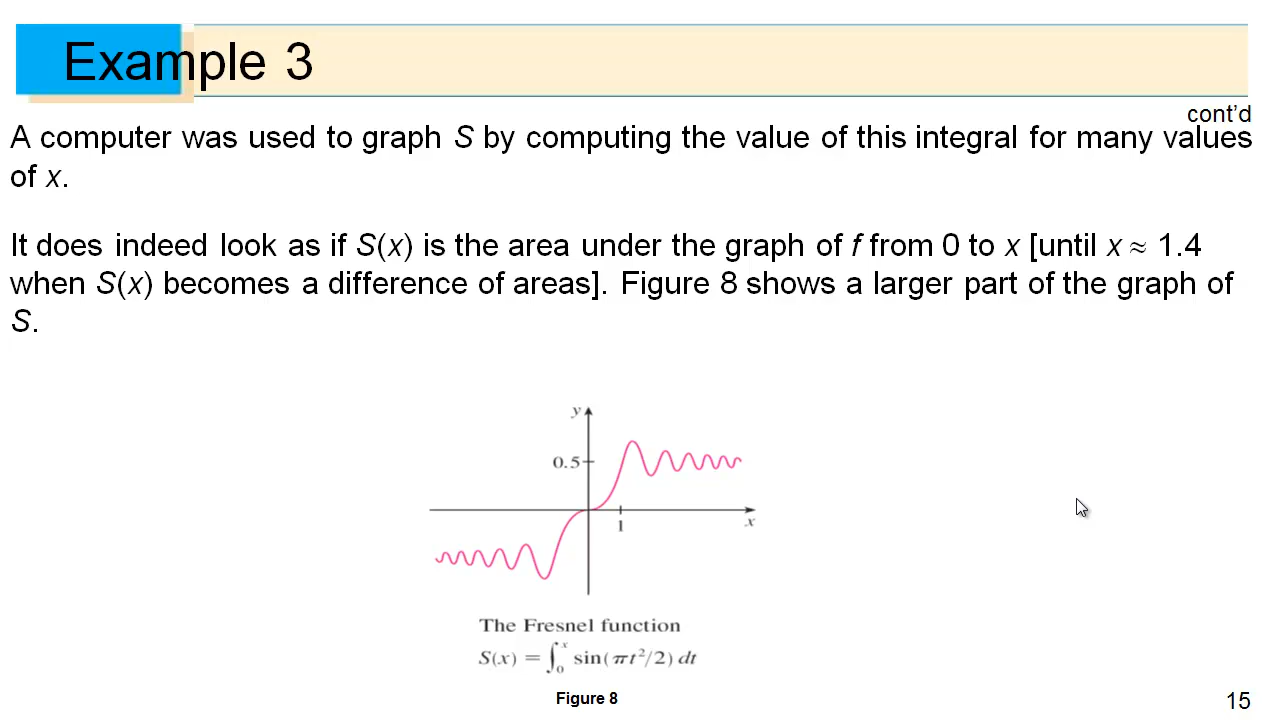 Example 3
cont'd
A computer was used to graph S by computing the value of this integral for many values
of x.
It does indeed look as if S(x) is the area under the graph of f from 0 to x [until x ≈ 1.4
when S(x) becomes a difference of areas]. Figure 8 shows a larger part of the graph of
S.
y
0.5
1
x
The Fresnel function
S(x) = ∫₀ˣ sin(πt²/2) dt
Figure 8
15